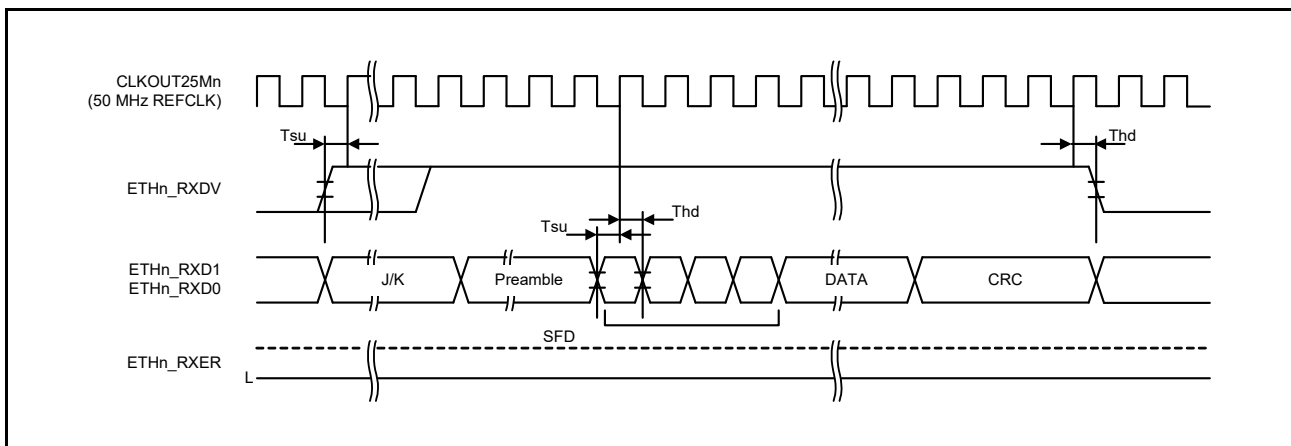 CLKOUT25Mn
(50 MHz REFCLK)
Tsu
Thd
ETHn_RXDV
Tsu
Thd
ETHn_RXD1
ETHn_RXD0
J/K
Preamble
DATA
CRC
SFD
ETHn_RXER
L